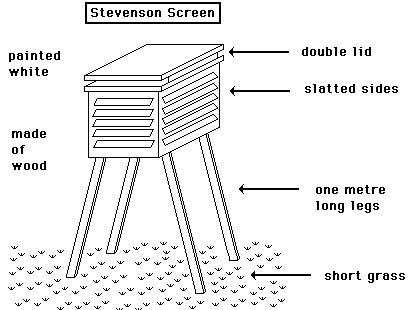 Stevenson Screen
painted
white
double lid
slatted sides
made
of
wood
one metre
long legs
short grass